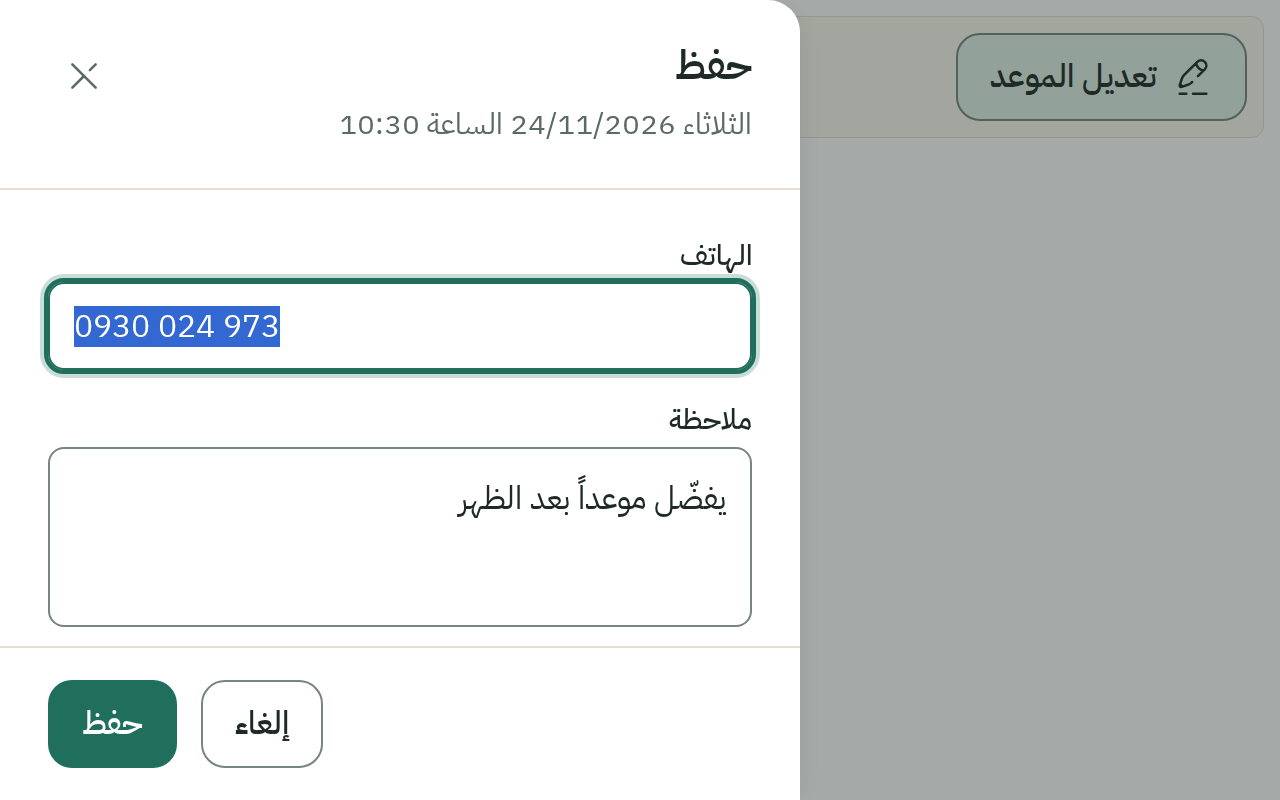 تعديل الموعد
حفظ
الثلاثاء 24/11/2026 الساعة 10:30
الهاتف
0930 024 973
ملاحظة
يفضّل موعداً بعد الظهر
إلغاء
حفظ